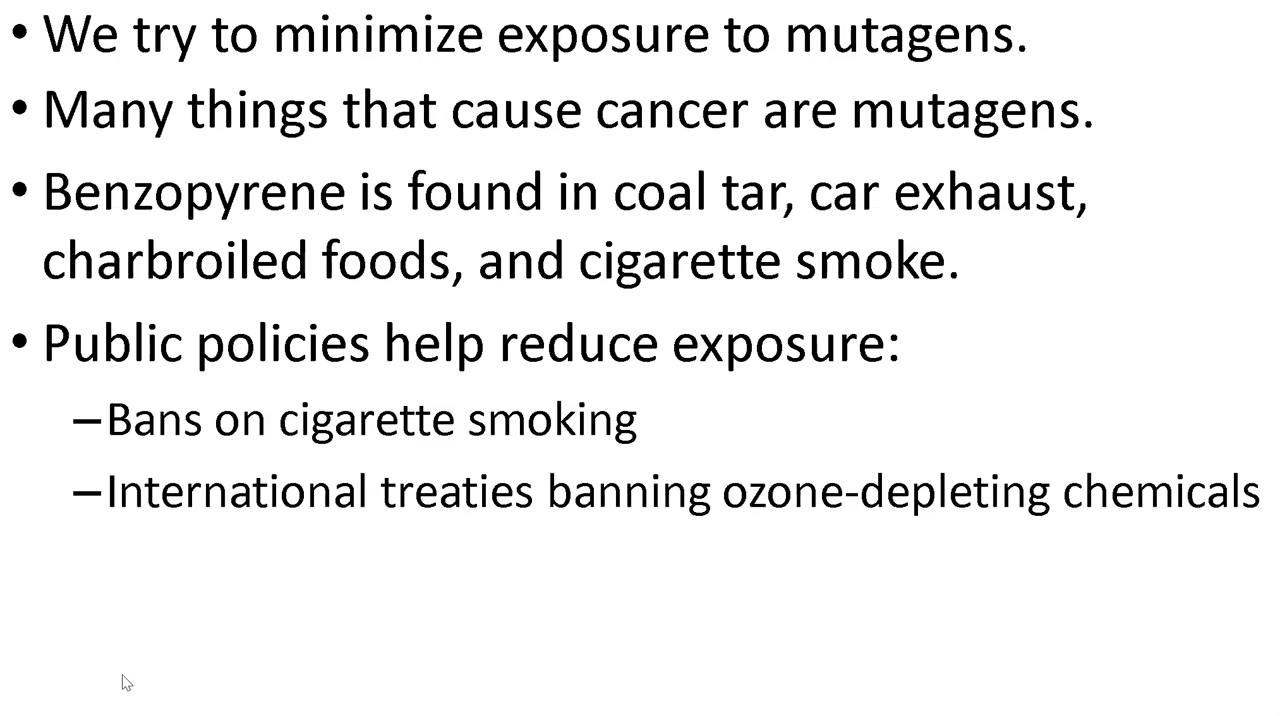 • We try to minimize exposure to mutagens.
• Many things that cause cancer are mutagens.
• Benzopyrene is found in coal tar, car exhaust,
charbroiled foods, and cigarette smoke.
• Public policies help reduce exposure:
–Bans on cigarette smoking
–International treaties banning ozone-depleting chemicals